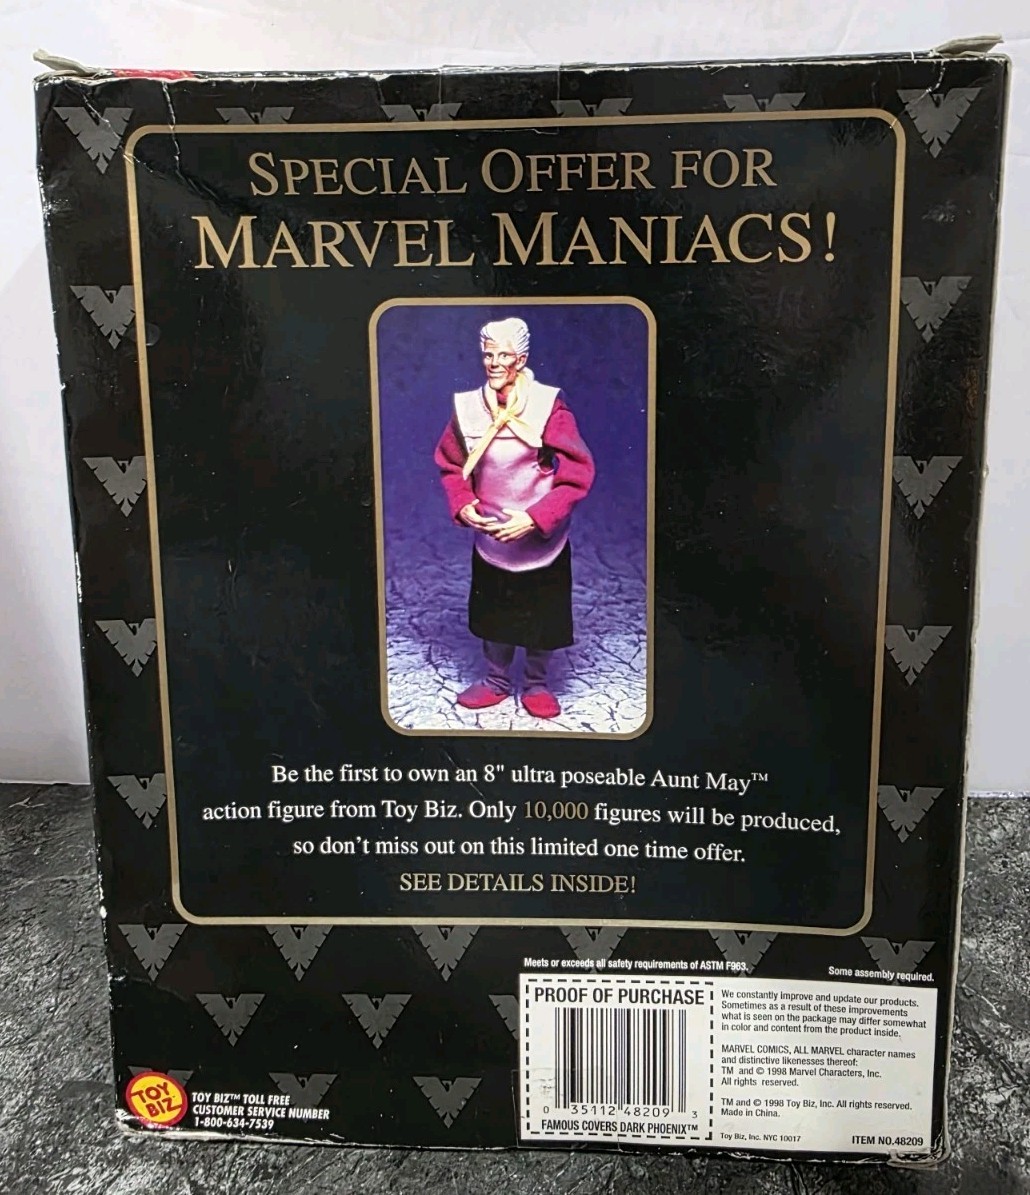 SPECIAL OFFER FOR
MARVEL MANIACS!
Be the first to own an 8" ultra poseable Aunt May™
action figure from Toy Biz. Only 10,000 figures will be produced,
so don't miss out on this limited one time offer.
SEE DETAILS INSIDE!
Meets or exceeds all safety requirements of ASTM F963.
Some assembly required.
PROOF OF PURCHASE
0 35112 48209 3
FAMOUS COVERS DARK PHOENIX™
We constantly improve and update our products.
Sometimes as a result of these improvements
what is seen on the package may differ somewhat
in color and content from the product inside.
MARVEL COMICS, ALL MARVEL character names
and distinctive likenesses thereof:
TM and © 1998 Marvel Characters, Inc.
All rights reserved.
TM and © 1998 Toy Biz, Inc. All rights reserved.
Made in China.
Toy Biz, Inc. NYC 10017
ITEM NO.48209
TOY
BIZ
TOY BIZ™ TOLL FREE
CUSTOMER SERVICE NUMBER
1-800-634-7539